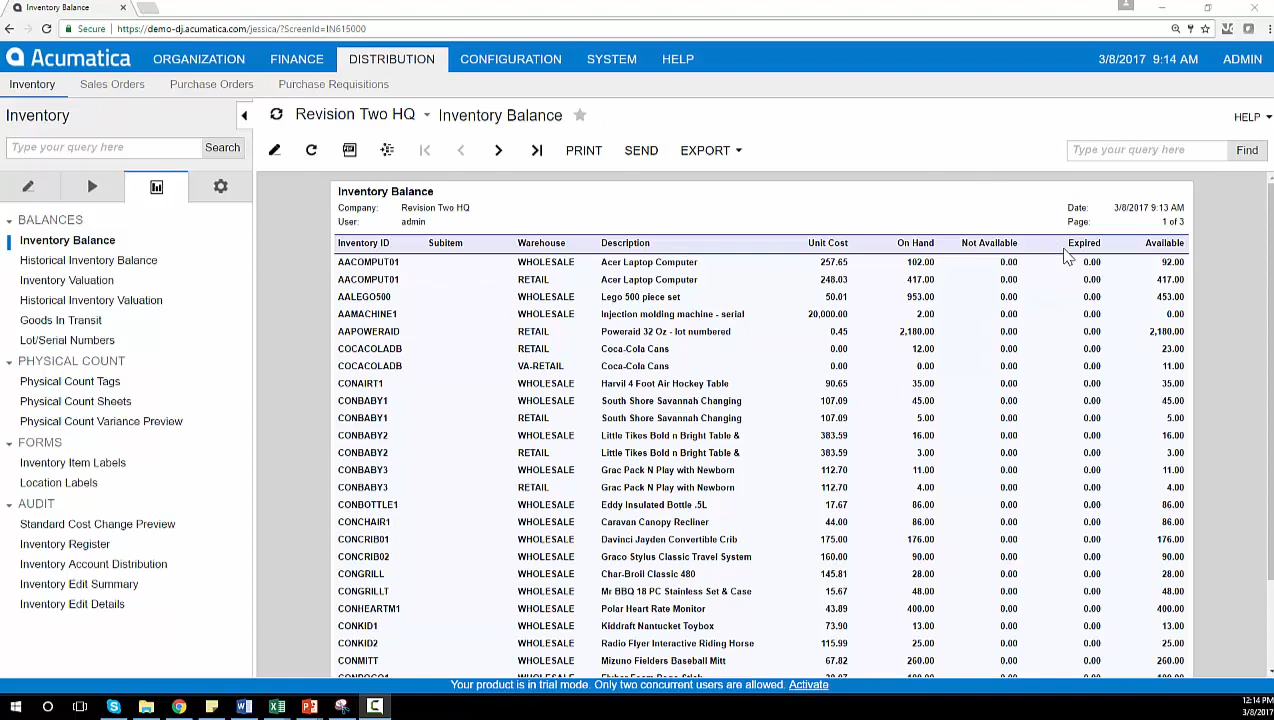 Inventory Balance
Secure https://demo-dj.acumatica.com/jessica/?ScreenId=IN615000
Acumatica ORGANIZATION FINANCE DISTRIBUTION CONFIGURATION SYSTEM HELP 3/8/2017 9:14 AM ADMIN
Inventory Sales Orders Purchase Orders Purchase Requisitions
Inventory
Type your query here Search
BALANCES
Inventory Balance
Historical Inventory Balance
Inventory Valuation
Historical Inventory Valuation
Goods In Transit
Lot/Serial Numbers
PHYSICAL COUNT
Physical Count Tags
Physical Count Sheets
Physical Count Variance Preview
FORMS
Inventory Item Labels
Location Labels
AUDIT
Standard Cost Change Preview
Inventory Register
Inventory Account Distribution
Inventory Edit Summary
Inventory Edit Details
Revision Two HQ Inventory Balance HELP
PRINT SEND EXPORT Type your query here Find
Inventory Balance
Company: Revision Two HQ Date: 3/8/2017 9:13 AM
User: admin Page: 1 of 3
Inventory ID Subitem Warehouse Description Unit Cost On Hand Not Available Expired Available
AACOMPUT01 WHOLESALE Acer Laptop Computer 257.65 102.00 0.00 0.00 92.00
AACOMPUT01 RETAIL Acer Laptop Computer 248.03 417.00 0.00 0.00 417.00
AALEGO500 WHOLESALE Lego 500 piece set 50.01 953.00 0.00 0.00 453.00
AAMACHINE1 WHOLESALE Injection molding machine - serial 20,000.00 2.00 0.00 0.00 0.00
AAPOWERAID RETAIL Poweraid 32 Oz - lot numbered 0.45 2,180.00 0.00 0.00 2,180.00
COCACOLADB RETAIL Coca-Cola Cans 0.00 12.00 0.00 0.00 23.00
COCACOLADB VA-RETAIL Coca-Cola Cans 0.00 0.00 0.00 0.00 11.00
CONAIRT1 WHOLESALE Harvil 4 Foot Air Hockey Table 90.65 35.00 0.00 0.00 35.00
CONBABY1 WHOLESALE South Shore Savannah Changing 107.09 45.00 0.00 0.00 45.00
CONBABY1 RETAIL South Shore Savannah Changing 107.09 5.00 0.00 0.00 5.00
CONBABY2 WHOLESALE Little Tikes Bold n Bright Table & 383.59 16.00 0.00 0.00 16.00
CONBABY2 RETAIL Little Tikes Bold n Bright Table & 383.59 3.00 0.00 0.00 3.00
CONBABY3 WHOLESALE Grac Pack N Play with Newborn 112.70 11.00 0.00 0.00 11.00
CONBABY3 RETAIL Grac Pack N Play with Newborn 112.70 4.00 0.00 0.00 4.00
CONBOTTLE1 WHOLESALE Eddy Insulated Bottle .5L 17.67 86.00 0.00 0.00 86.00
CONCHAIR1 WHOLESALE Caravan Canopy Recliner 44.00 86.00 0.00 0.00 86.00
CONCRIB01 WHOLESALE Davinci Jayden Convertible Crib 175.00 176.00 0.00 0.00 176.00
CONCRIB02 WHOLESALE Graco Stylus Classic Travel System 160.00 90.00 0.00 0.00 90.00
CONGRILL WHOLESALE Char-Broil Classic 480 145.81 28.00 0.00 0.00 28.00
CONGRILLT WHOLESALE Mr BBQ 18 PC Stainless Set & Case 15.67 48.00 0.00 0.00 48.00
CONHEARTM1 WHOLESALE Polar Heart Rate Monitor 43.89 400.00 0.00 0.00 400.00
CONKID1 WHOLESALE Kiddraft Nantucket Toybox 73.90 13.00 0.00 0.00 13.00
CONKID2 WHOLESALE Radio Flyer Interactive Riding Horse 115.99 25.00 0.00 0.00 25.00
CONMITT WHOLESALE Mizuno Fielders Baseball Mitt 67.82 260.00 0.00 0.00 260.00
Your product is in trial mode. Only two concurrent users are allowed. Activate
12:14 PM
3/8/2017